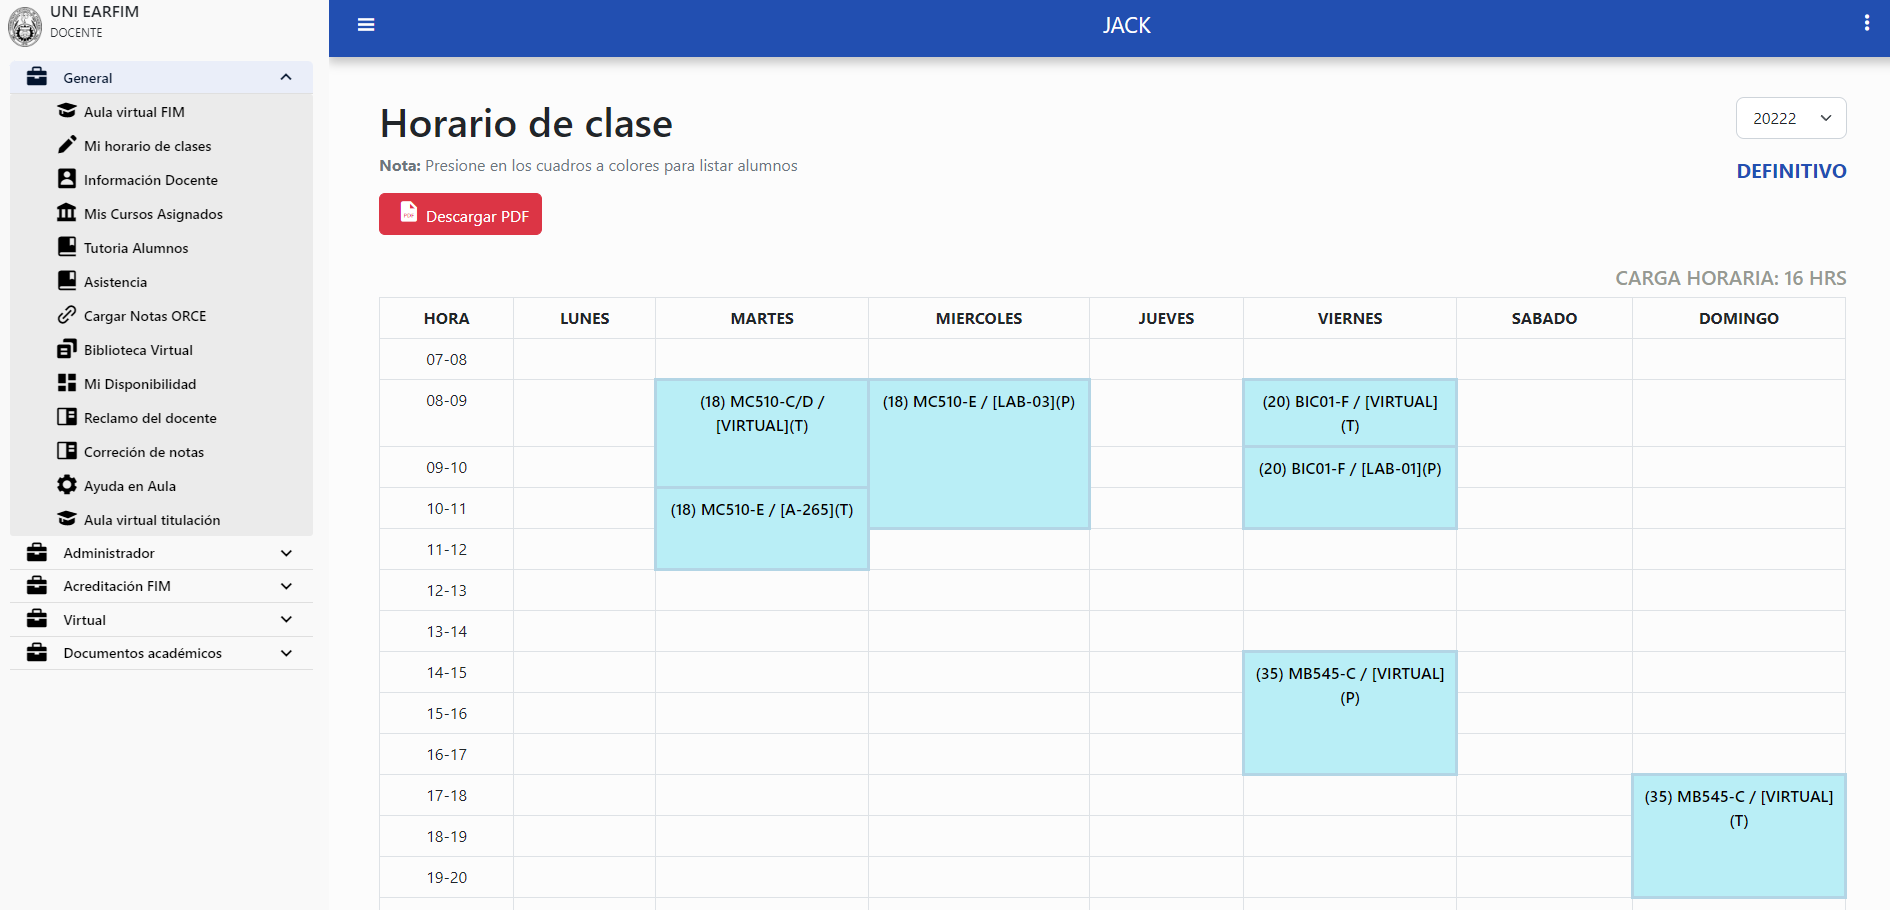 UNI EARFIM
DOCENTE
General
Aula virtual FIM
Mi horario de clases
Información Docente
Mis Cursos Asignados
Tutoria Alumnos
Asistencia
Cargar Notas ORCE
Biblioteca Virtual
Mi Disponibilidad
Reclamo del docente
Correción de notas
Ayuda en Aula
Aula virtual titulación
Administrador
Acreditación FIM
Virtual
Documentos académicos
JACK
Horario de clase
Nota: Presione en los cuadros a colores para listar alumnos
PDF Descargar PDF
20222
DEFINITIVO
CARGA HORARIA: 16 HRS
HORA LUNES MARTES MIERCOLES JUEVES VIERNES SABADO DOMINGO
07-08
08-09
(18) MC510-C/D /
[VIRTUAL](T)
(18) MC510-E / [LAB-03](P)
(20) BIC01-F / [VIRTUAL]
(T)
09-10
(20) BIC01-F / [LAB-01](P)
10-11
(18) MC510-E / [A-265](T)
11-12
12-13
13-14
14-15
(35) MB545-C / [VIRTUAL]
(P)
15-16
16-17
17-18
(35) MB545-C / [VIRTUAL]
(T)
18-19
19-20